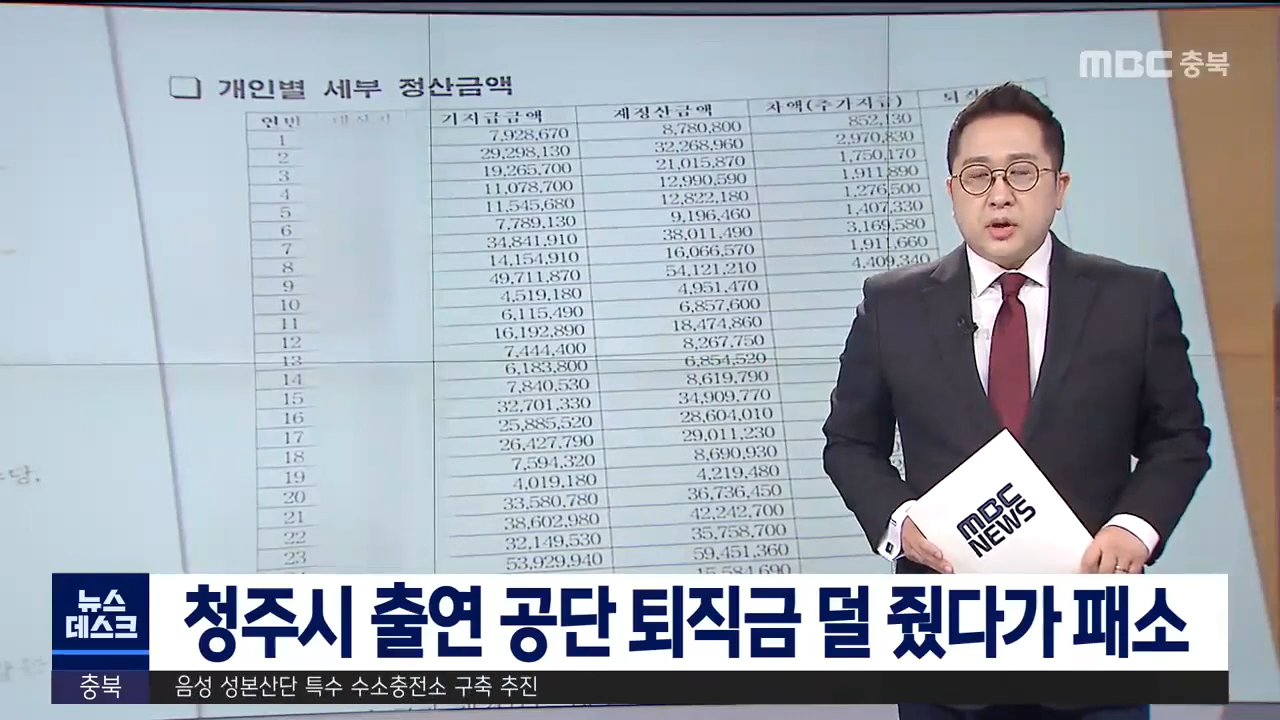 MBC 충북
❏ 개인별 세부 정산금액
연번 기지급금액 재정산금액 차액(추가지급)
1 7,928,670 8,780,800 852,130
2 29,298,130 32,268,960 2,970,830
3 19,265,700 21,015,870 1,750,170
4 11,078,700 12,990,590 1,911,890
5 11,545,680 12,822,180 1,276,500
6 7,789,130 9,196,460 1,407,330
7 34,841,910 38,011,490 3,169,580
8 14,154,910 16,066,570 1,911,660
9 49,711,870 54,121,210 4,409,340
10 4,519,180 4,951,470
11 6,115,490 6,857,600
12 16,192,890 18,474,860
13 7,444,400 8,267,750
14 6,183,800 6,854,520
15 7,840,530 8,619,790
16 32,701,330 34,909,770
17 25,885,520 28,604,010
18 26,427,790 29,011,230
19 7,594,320 8,690,930
20 4,019,180 4,219,480
21 33,580,780 36,736,450
22 38,602,980 42,242,700
23 32,149,530 35,758,700
53,929,940 59,451,360
15,584,690
MBC
NEWS
뉴스
데스크
청주시 출연 공단 퇴직금 덜 줬다가 패소
충북 음성 성본산단 특수 수소충전소 구축 추진